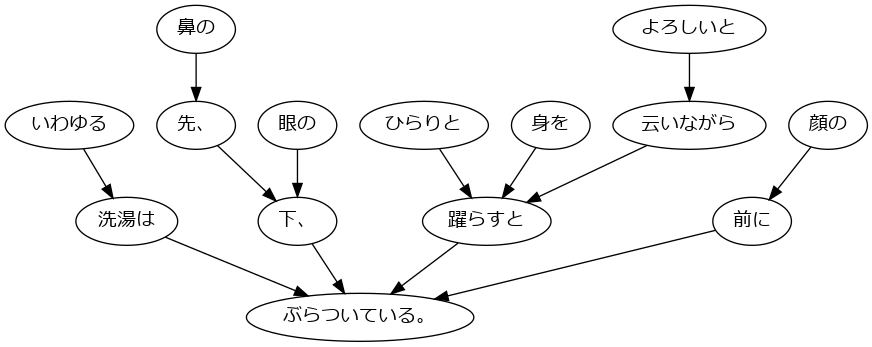 鼻の
よろしいと
いわゆる
先、
眼の
ひらりと
身を
云いながら
顔の
洗湯は
下、
躍らすと
前に
ぶらついている。